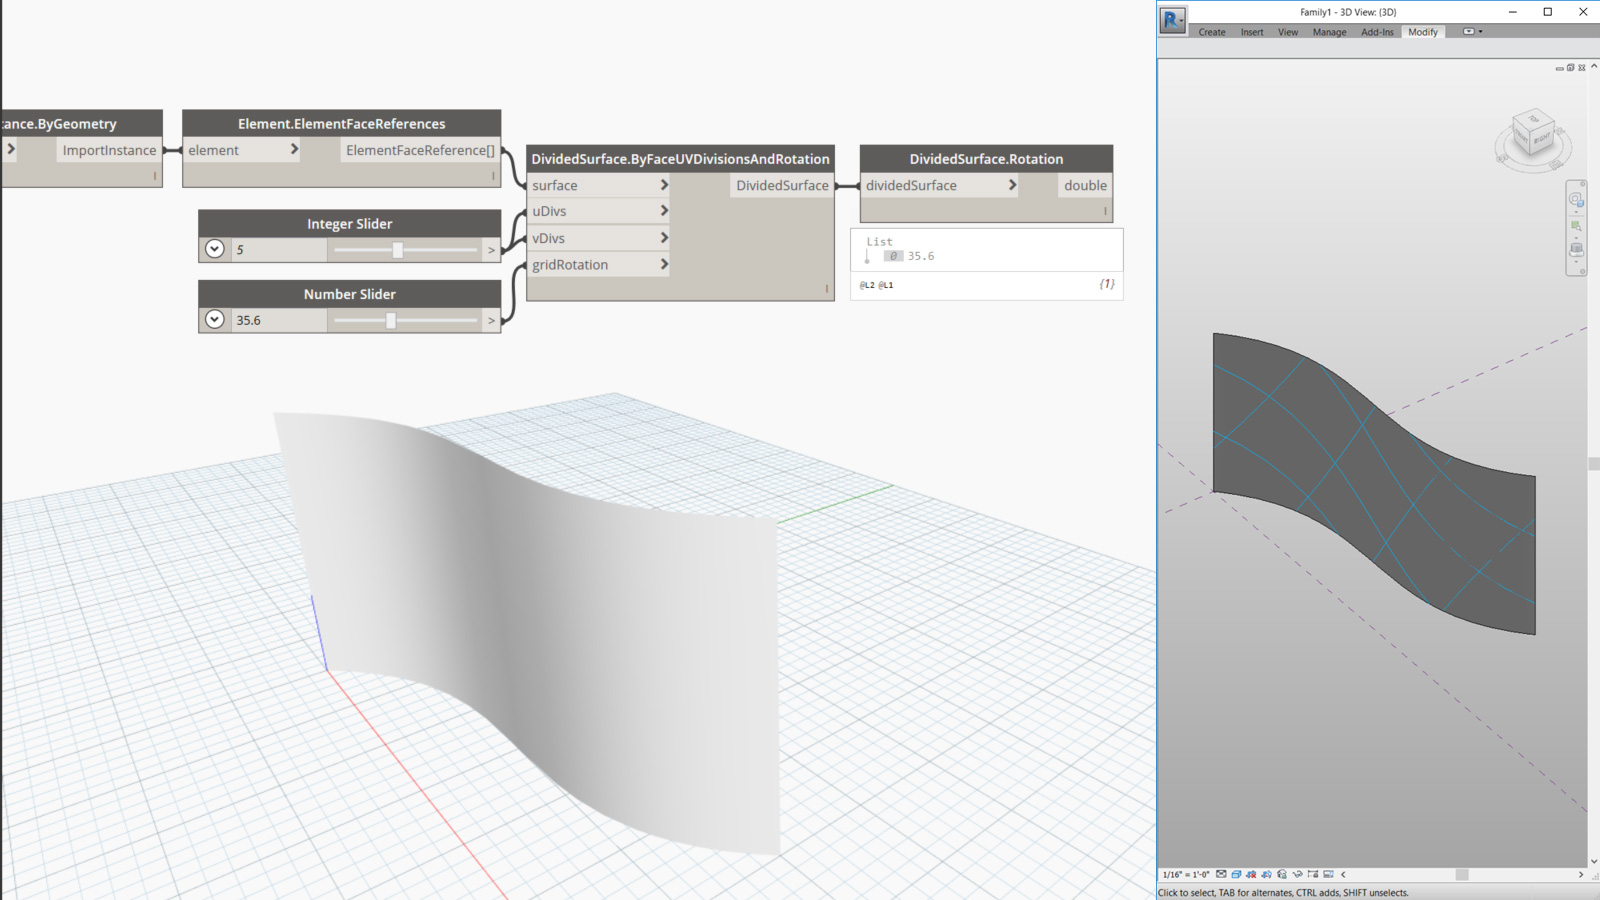 tance.ByGeometry
ImportInstance
Element.ElementFaceReferences
element > ElementFaceReference[]
Integer Slider
5 >
Number Slider
35.6 >
DividedSurface.ByFaceUVDivisionsAndRotation
surface > DividedSurface
uDivs >
vDivs >
gridRotation >
DividedSurface.Rotation
dividedSurface > double
List
0 35.6
@L2 @L1 {1}
Family1 - 3D View: {3D}
Create Insert View Manage Add-Ins Modify
TOP
FRONT RIGHT
1/16" = 1'-0"
Click to select, TAB for alternates, CTRL adds, SHIFT unselects.